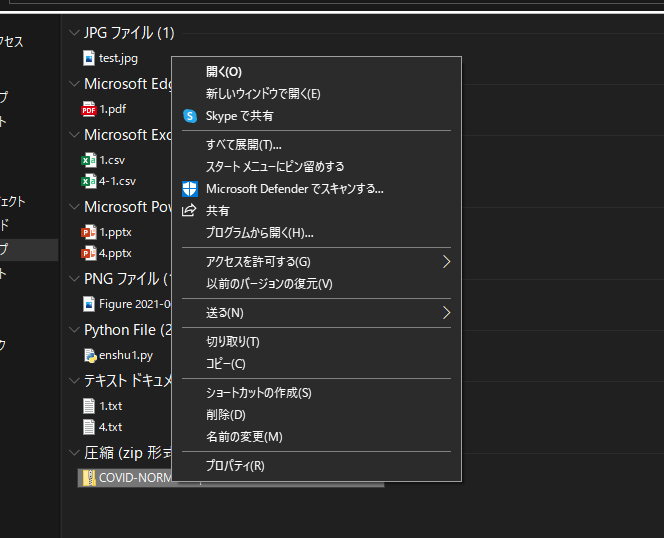 クセス
プ
ト
ェクト
ド
プ
ト
ク
JPG ファイル (1)
test.jpg
Microsoft Edg
1.pdf
Microsoft Exc
1.csv
4-1.csv
Microsoft Pow
1.pptx
4.pptx
PNG ファイル (1
Figure 2021-0
Python File (2
enshu1.py
テキスト ドキュメ
1.txt
4.txt
圧縮 (zip 形式
COVID-NORM
開く(O)
新しいウィンドウで開く(E)
Skype で共有
すべて展開(T)...
スタート メニューにピン留めする
Microsoft Defender でスキャンする...
共有
プログラムから開く(H)...
アクセスを許可する(G)
以前のバージョンの復元(V)
送る(N)
切り取り(T)
コピー(C)
ショートカットの作成(S)
削除(D)
名前の変更(M)
プロパティ(R)